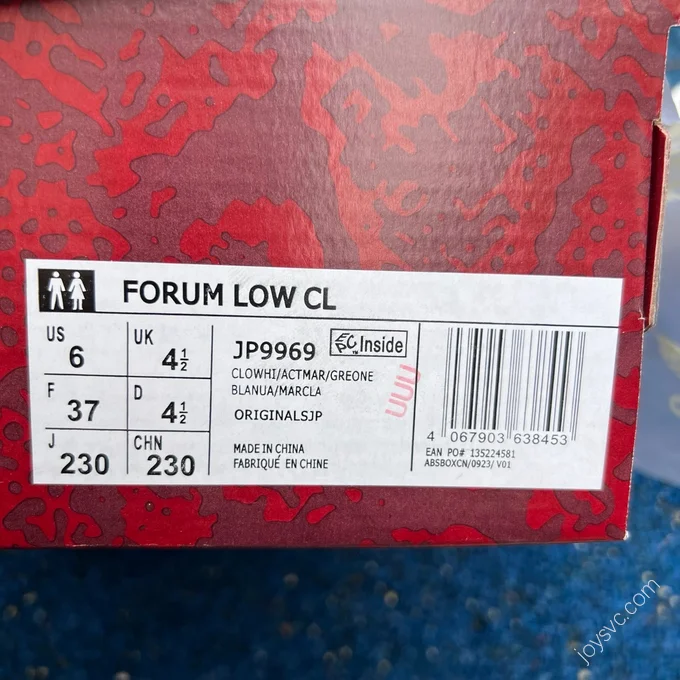 FORUM LOW CL
US 6
UK 4½
F 37
D 4½
J 230
CHN 230
JP9969
EPC Inside
CLOWHI/ACTMAR/GREONE
BLANUA/MARCLA
ORIGINALSJP
MADE IN CHINA
FABRIQUÉ EN CHINE
UUU
4 067903 638453
EAN PO# 135224581
ABSBOXCN/0923/ V01
joysvc.com